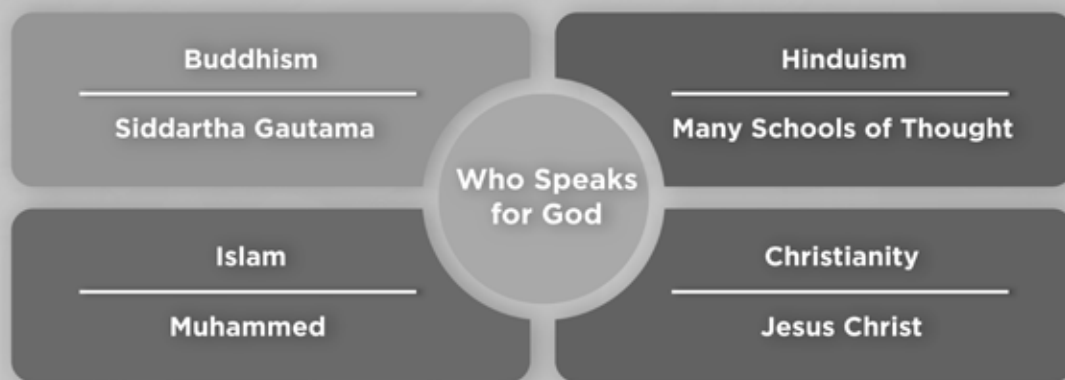 Buddhism
Siddartha Gautama
Hinduism
Many Schools of Thought
Who Speaks
for God
Islam
Muhammed
Christianity
Jesus Christ